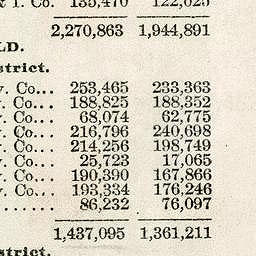 & T. Co. 135,470 122,025
2,270,863 1,944,891
LD.
strict.
y. Co... 253,465 233,363
v. Co... 188,825 188,352
v. Co... 68,074 62,775
v. Co... 216,796 240,698
v. Co... 214,256 198,749
v. Co... 25,723 17,065
v. Co... 190,390 167,866
v. Co... 193,334 176,246
....... 86,232 76,097
1,437,095 1,361,211
strict.